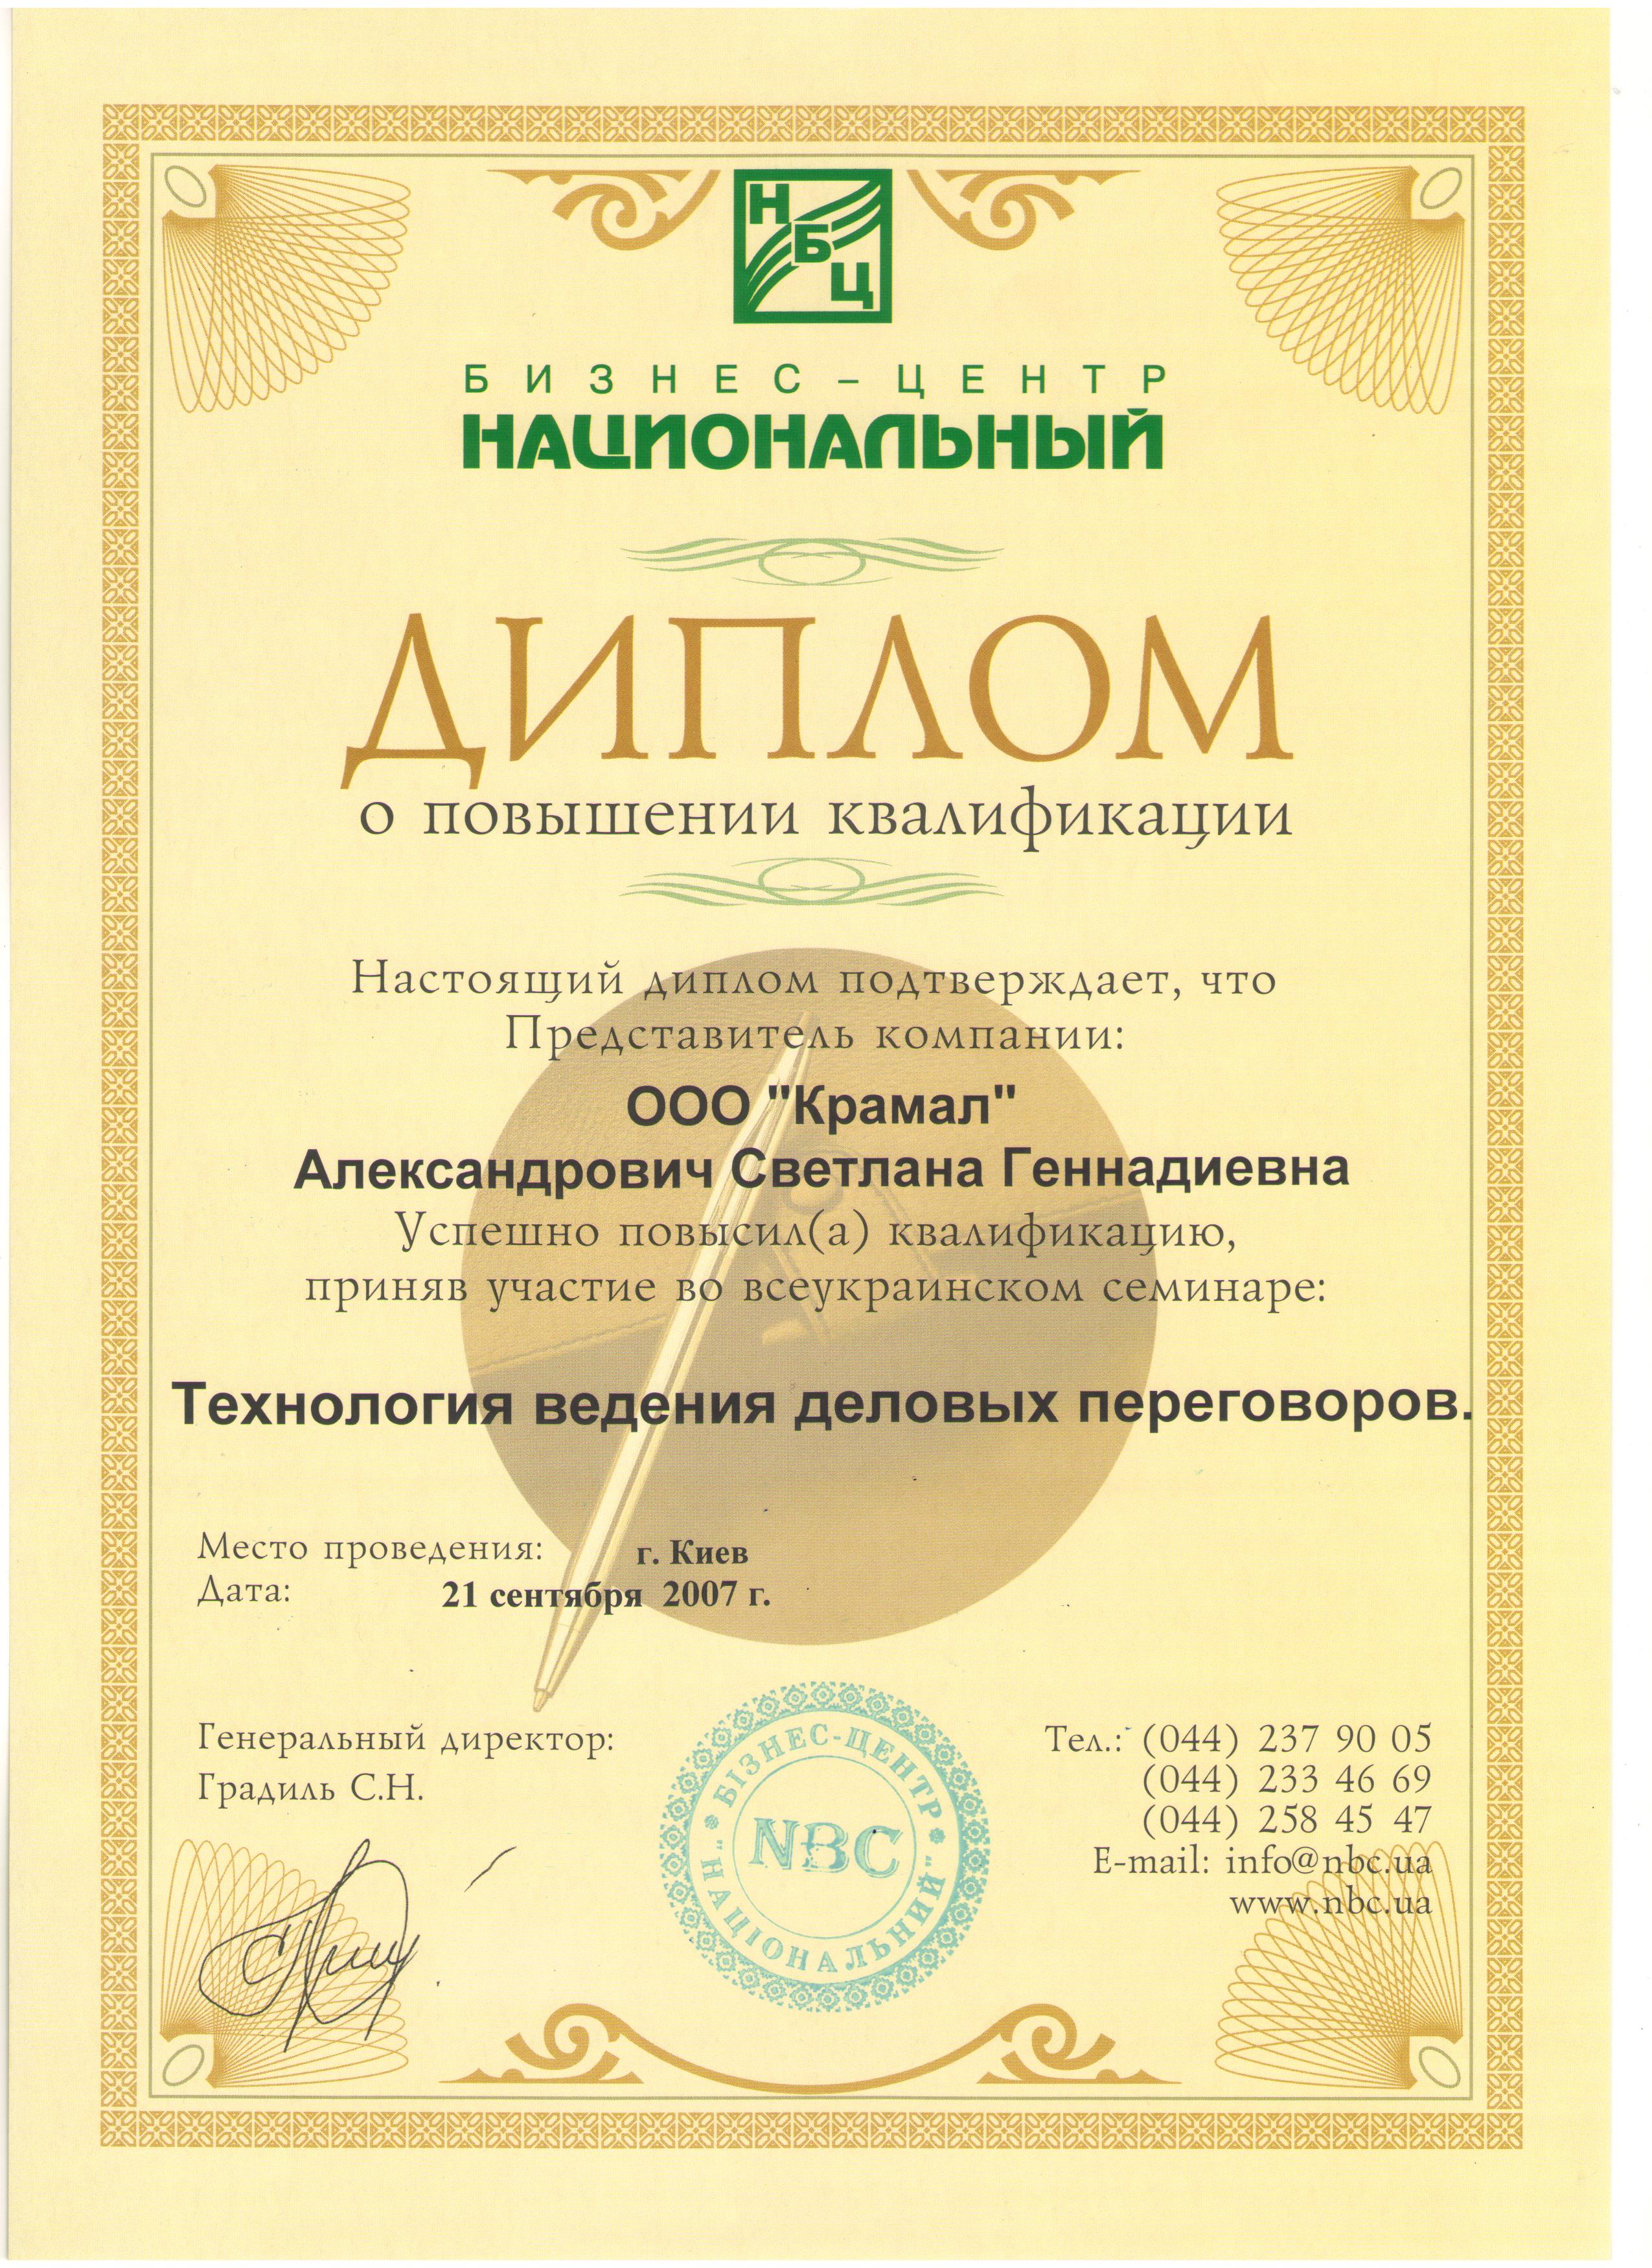 Н
Б
Ц
БИЗНЕС–ЦЕНТР
НАЦИОНАЛЬНЫЙ
ДИПЛОМ
о повышении квалификации
Настоящий диплом подтверждает, что
Представитель компании:
ООО "Крамал"
Александрович Светлана Геннадиевна
Успешно повысил(а) квалификацию,
приняв участие во всеукраинском семинаре:
Технология ведения деловых переговоров.
Место проведения: г. Киев
Дата: 21 сентября 2007 г.
Генеральный директор:
Градиль С.Н.
БІЗНЕС-ЦЕНТР
NBC
"НАЦІОНАЛЬНИЙ"
Тел.: (044) 237 90 05
(044) 233 46 69
(044) 258 45 47
E-mail: info@nbc.ua
www.nbc.ua